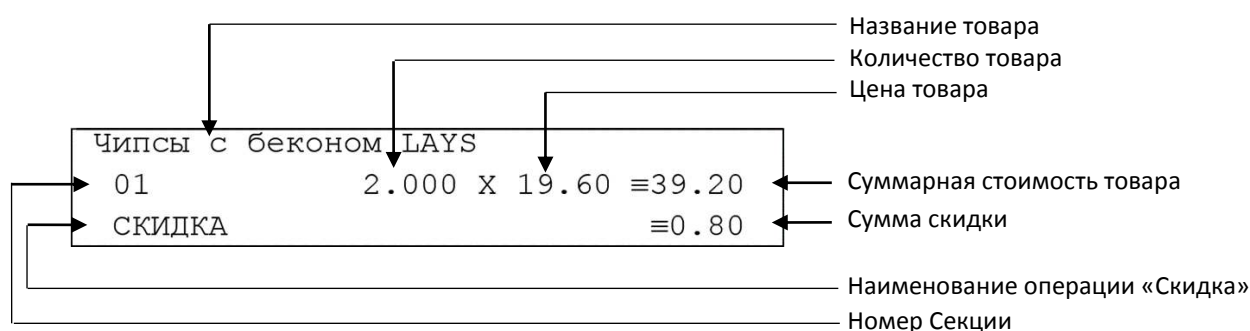 Название товара
Количество товара
Цена товара
Чипсы с беконом LAYS
01 2.000 X 19.60 ≡39.20
СКИДКА ≡0.80
Суммарная стоимость товара
Сумма скидки
Наименование операции «Скидка»
Номер Секции